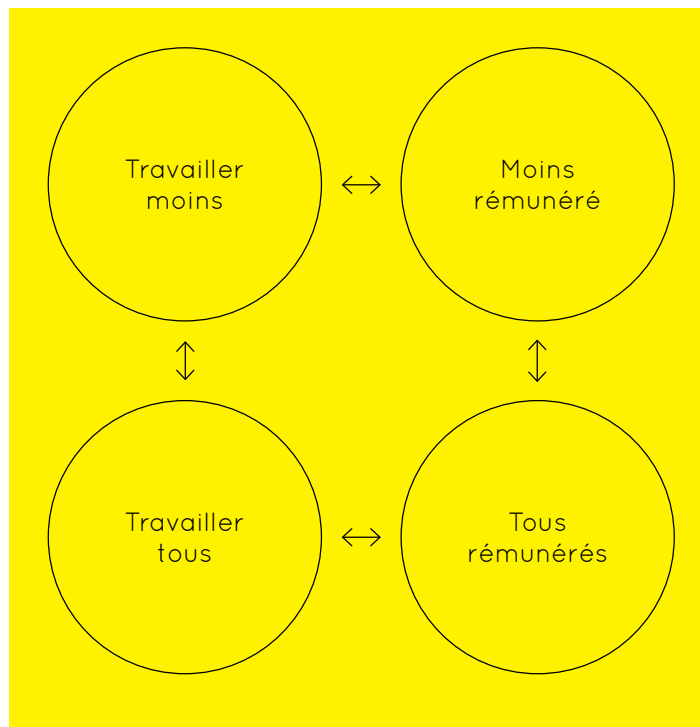 Travailler
moins
Moins
rémunéré
Travailler
tous
Tous
rémunérés